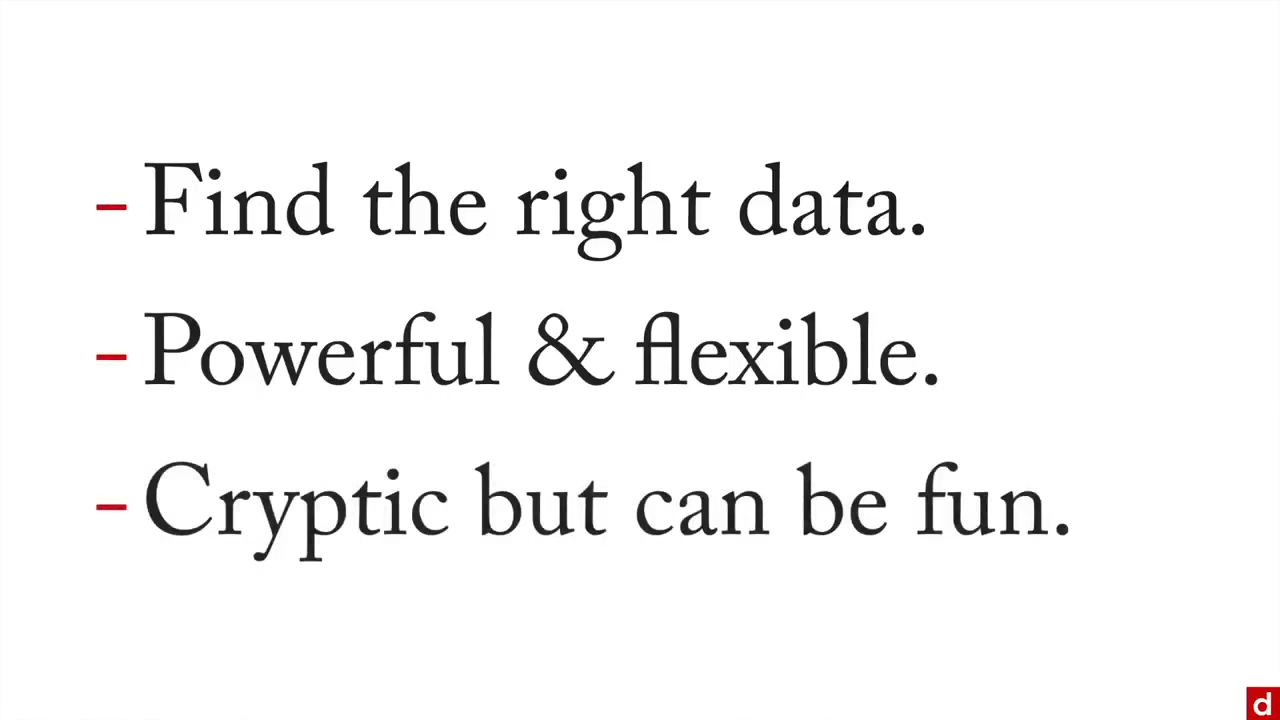 - Find the right data.
- Powerful & flexible.
- Cryptic but can be fun.
d